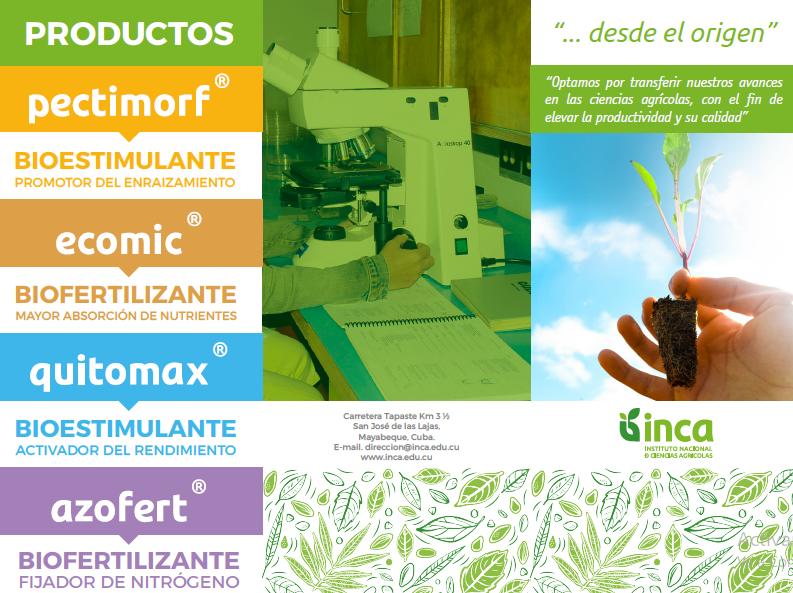 PRODUCTOS
pectimorf®
BIOESTIMULANTE
PROMOTOR DEL ENRAIZAMIENTO
ecomic®
BIOFERTILIZANTE
MAYOR ABSORCIÓN DE NUTRIENTES
quitomax®
BIOESTIMULANTE
ACTIVADOR DEL RENDIMIENTO
azofert®
BIOFERTILIZANTE
FIJADOR DE NITRÓGENO
Carretera Tapaste Km 3 ½
San José de las Lajas,
Mayabeque, Cuba.
E-mail. direccion@inca.edu.cu
www.inca.edu.cu
“... desde el origen”
“Optamos por transferir nuestros avances
en las ciencias agrícolas, con el fin de
elevar la productividad y su calidad”
inca
INSTITUTO NACIONAL
D CIENCIAS AGRÍCOLAS